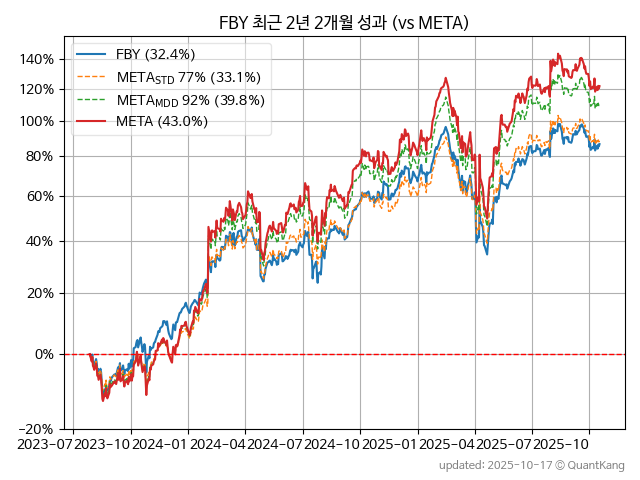 FBY 최근 2년 2개월 성과 (vs META)
FBY (32.4%)
METASTD 77% (33.1%)
METAMDD 92% (39.8%)
META (43.0%)
140%
120%
100%
80%
60%
40%
20%
0%
−20%
2023-07 2023-10 2024-01 2024-04 2024-07 2024-10 2025-01 2025-04 2025-07 2025-10
updated: 2025-10-17 © QuantKang